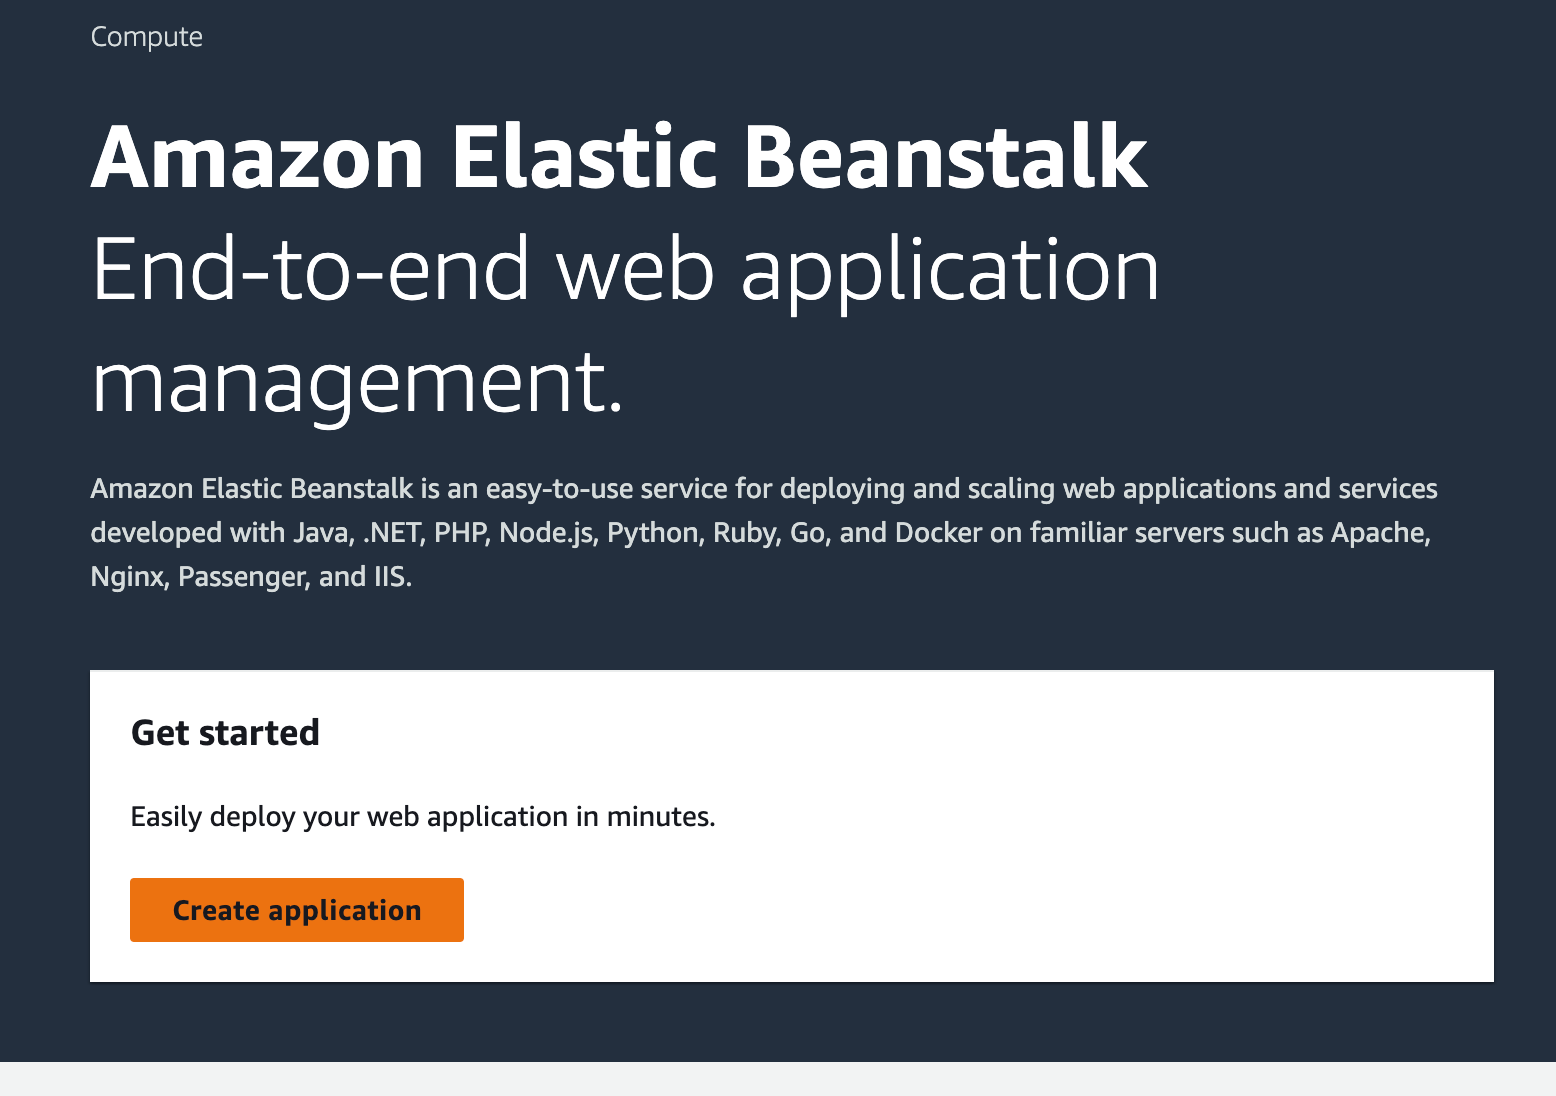 Compute
Amazon Elastic Beanstalk
End-to-end web application
management.
Amazon Elastic Beanstalk is an easy-to-use service for deploying and scaling web applications and services
developed with Java, .NET, PHP, Node.js, Python, Ruby, Go, and Docker on familiar servers such as Apache,
Nginx, Passenger, and IIS.
Get started
Easily deploy your web application in minutes.
Create application